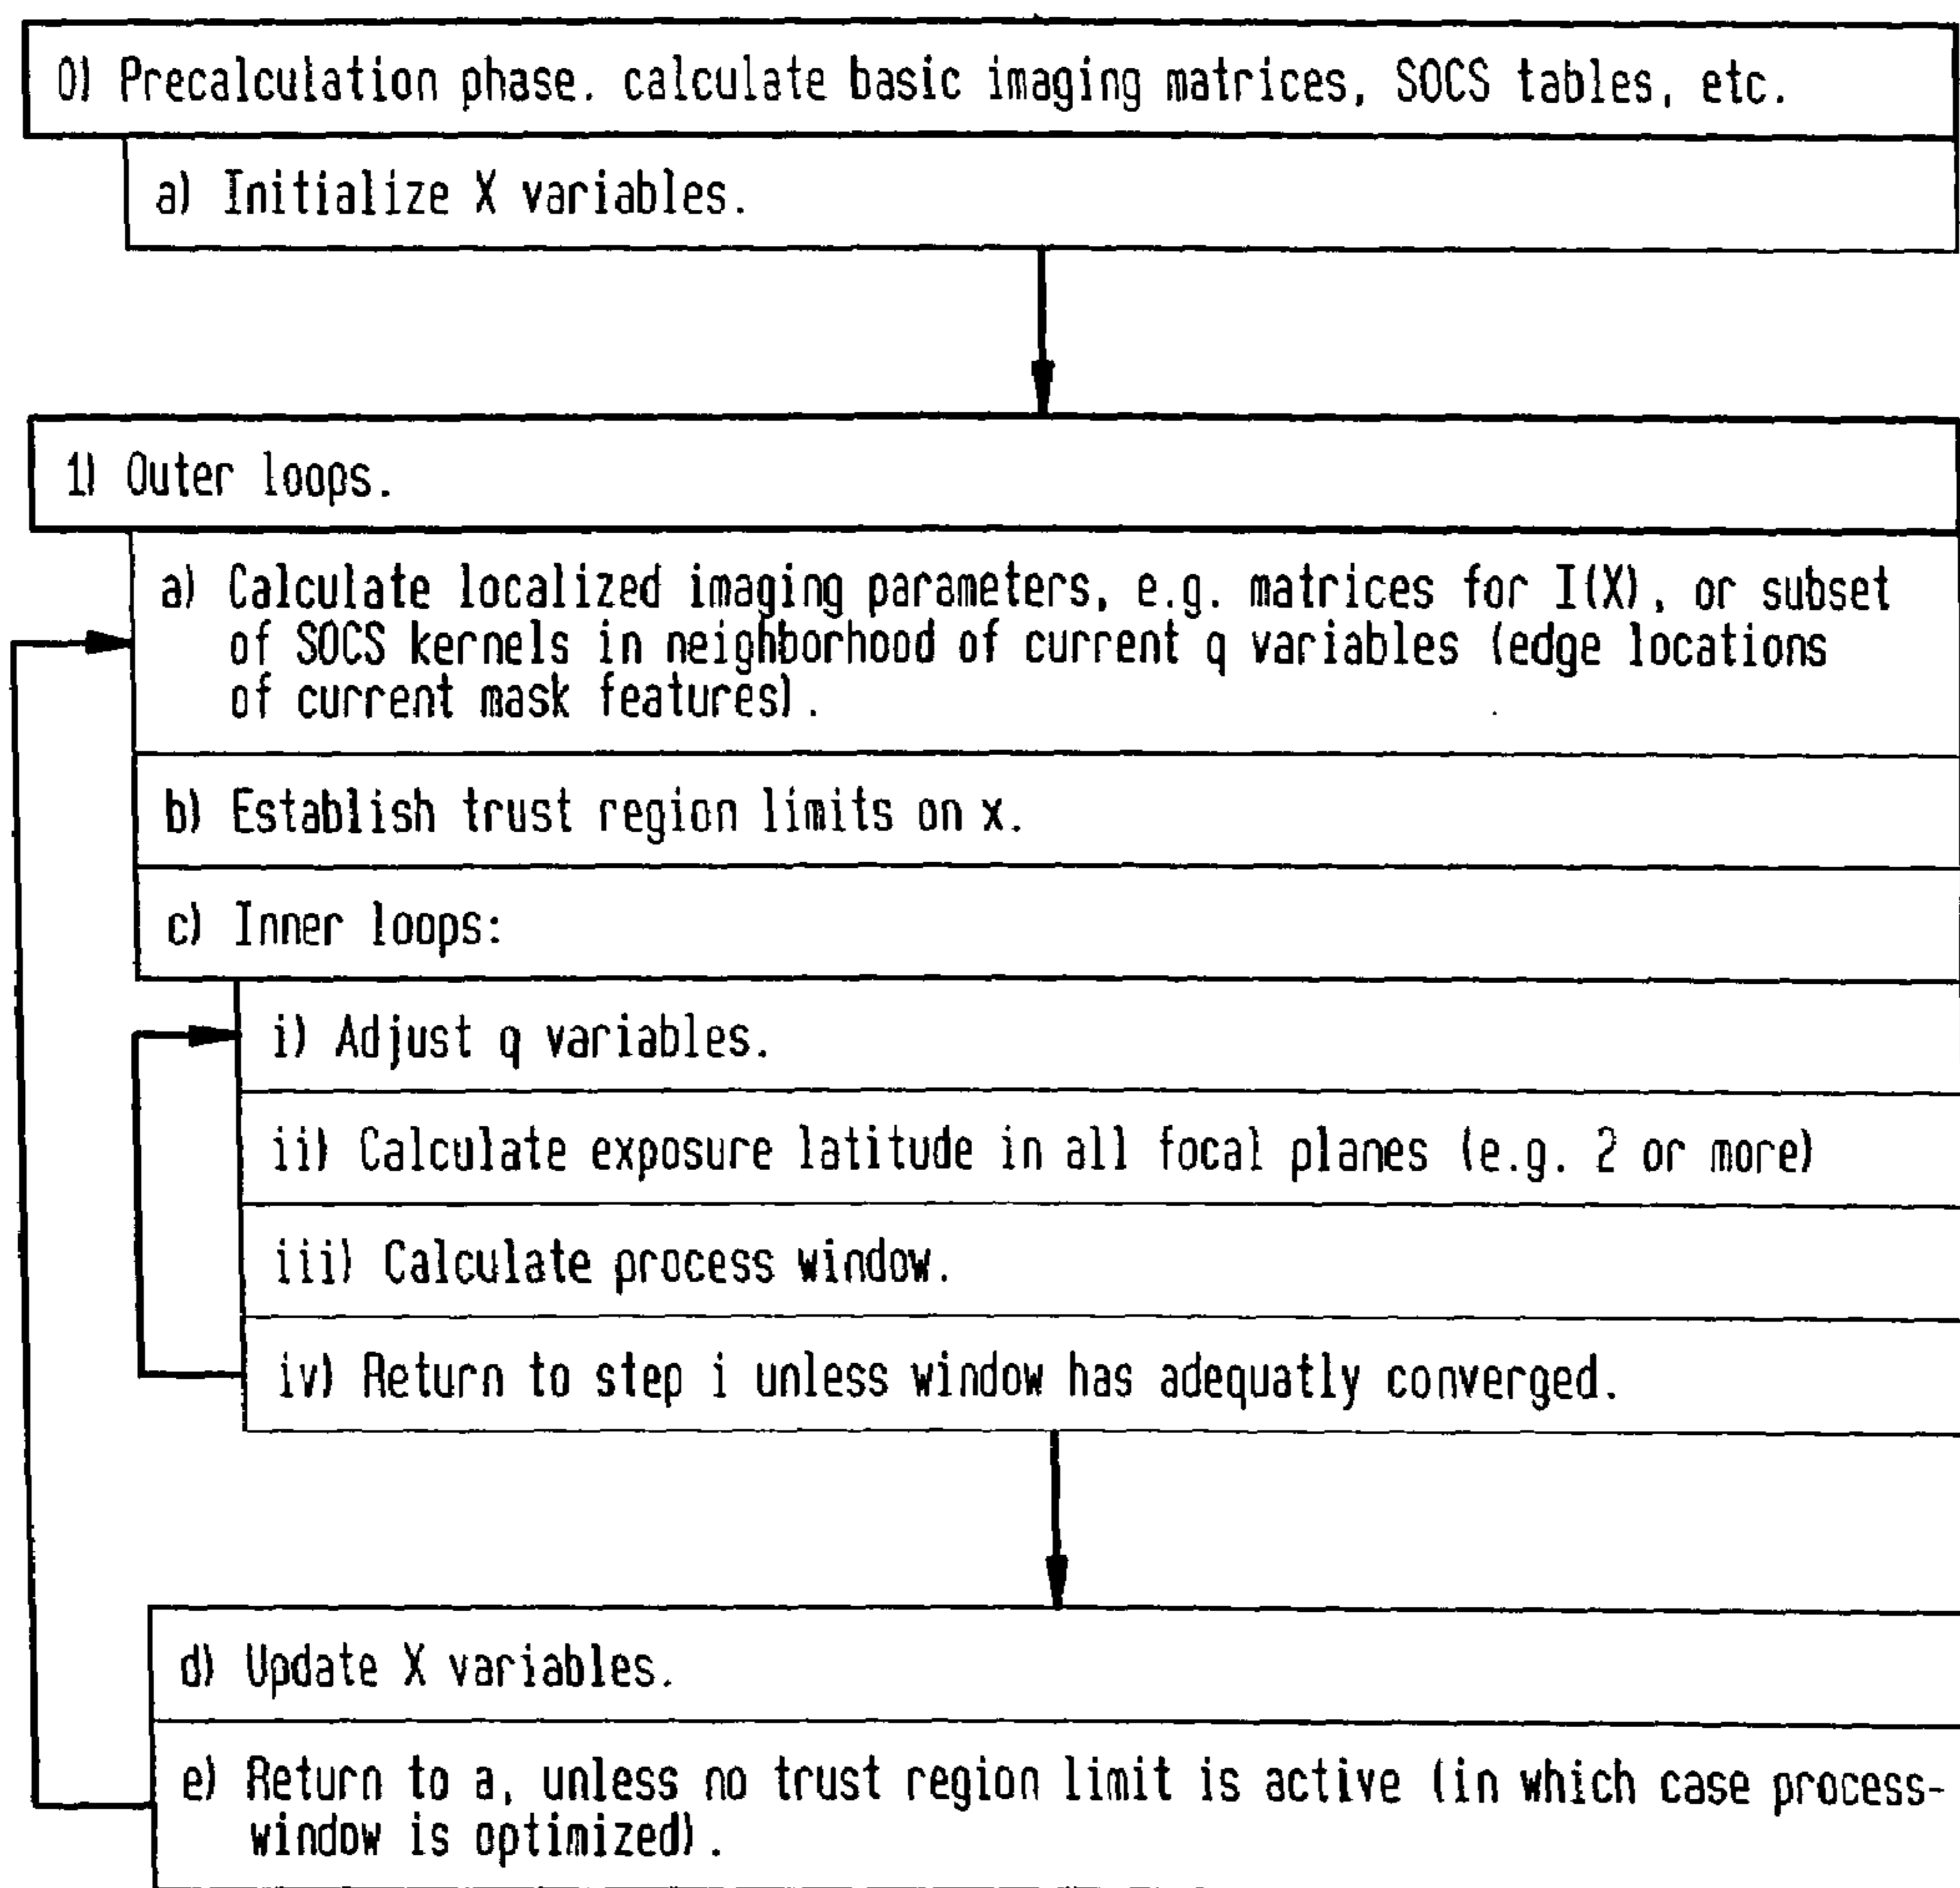 0) Precalculation phase. calculate basic imaging matrices, SOCS tables, etc.
a) Initialize X variables.
1) Outer loops.
a) Calculate localized imaging parameters, e.g. matrices for I(X), or subset
of SOCS kernels in neighborhood of current q variables (edge locations
of current mask features).
b) Establish trust region limits on x.
c) Inner loops:
i) Adjust q variables.
ii) Calculate exposure latitude in all focal planes (e.g. 2 or more)
iii) Calculate process window.
iv) Return to step i unless window has adequatly converged.
d) Update X variables.
e) Return to a, unless no trust region limit is active (in which case process-
window is optimized).